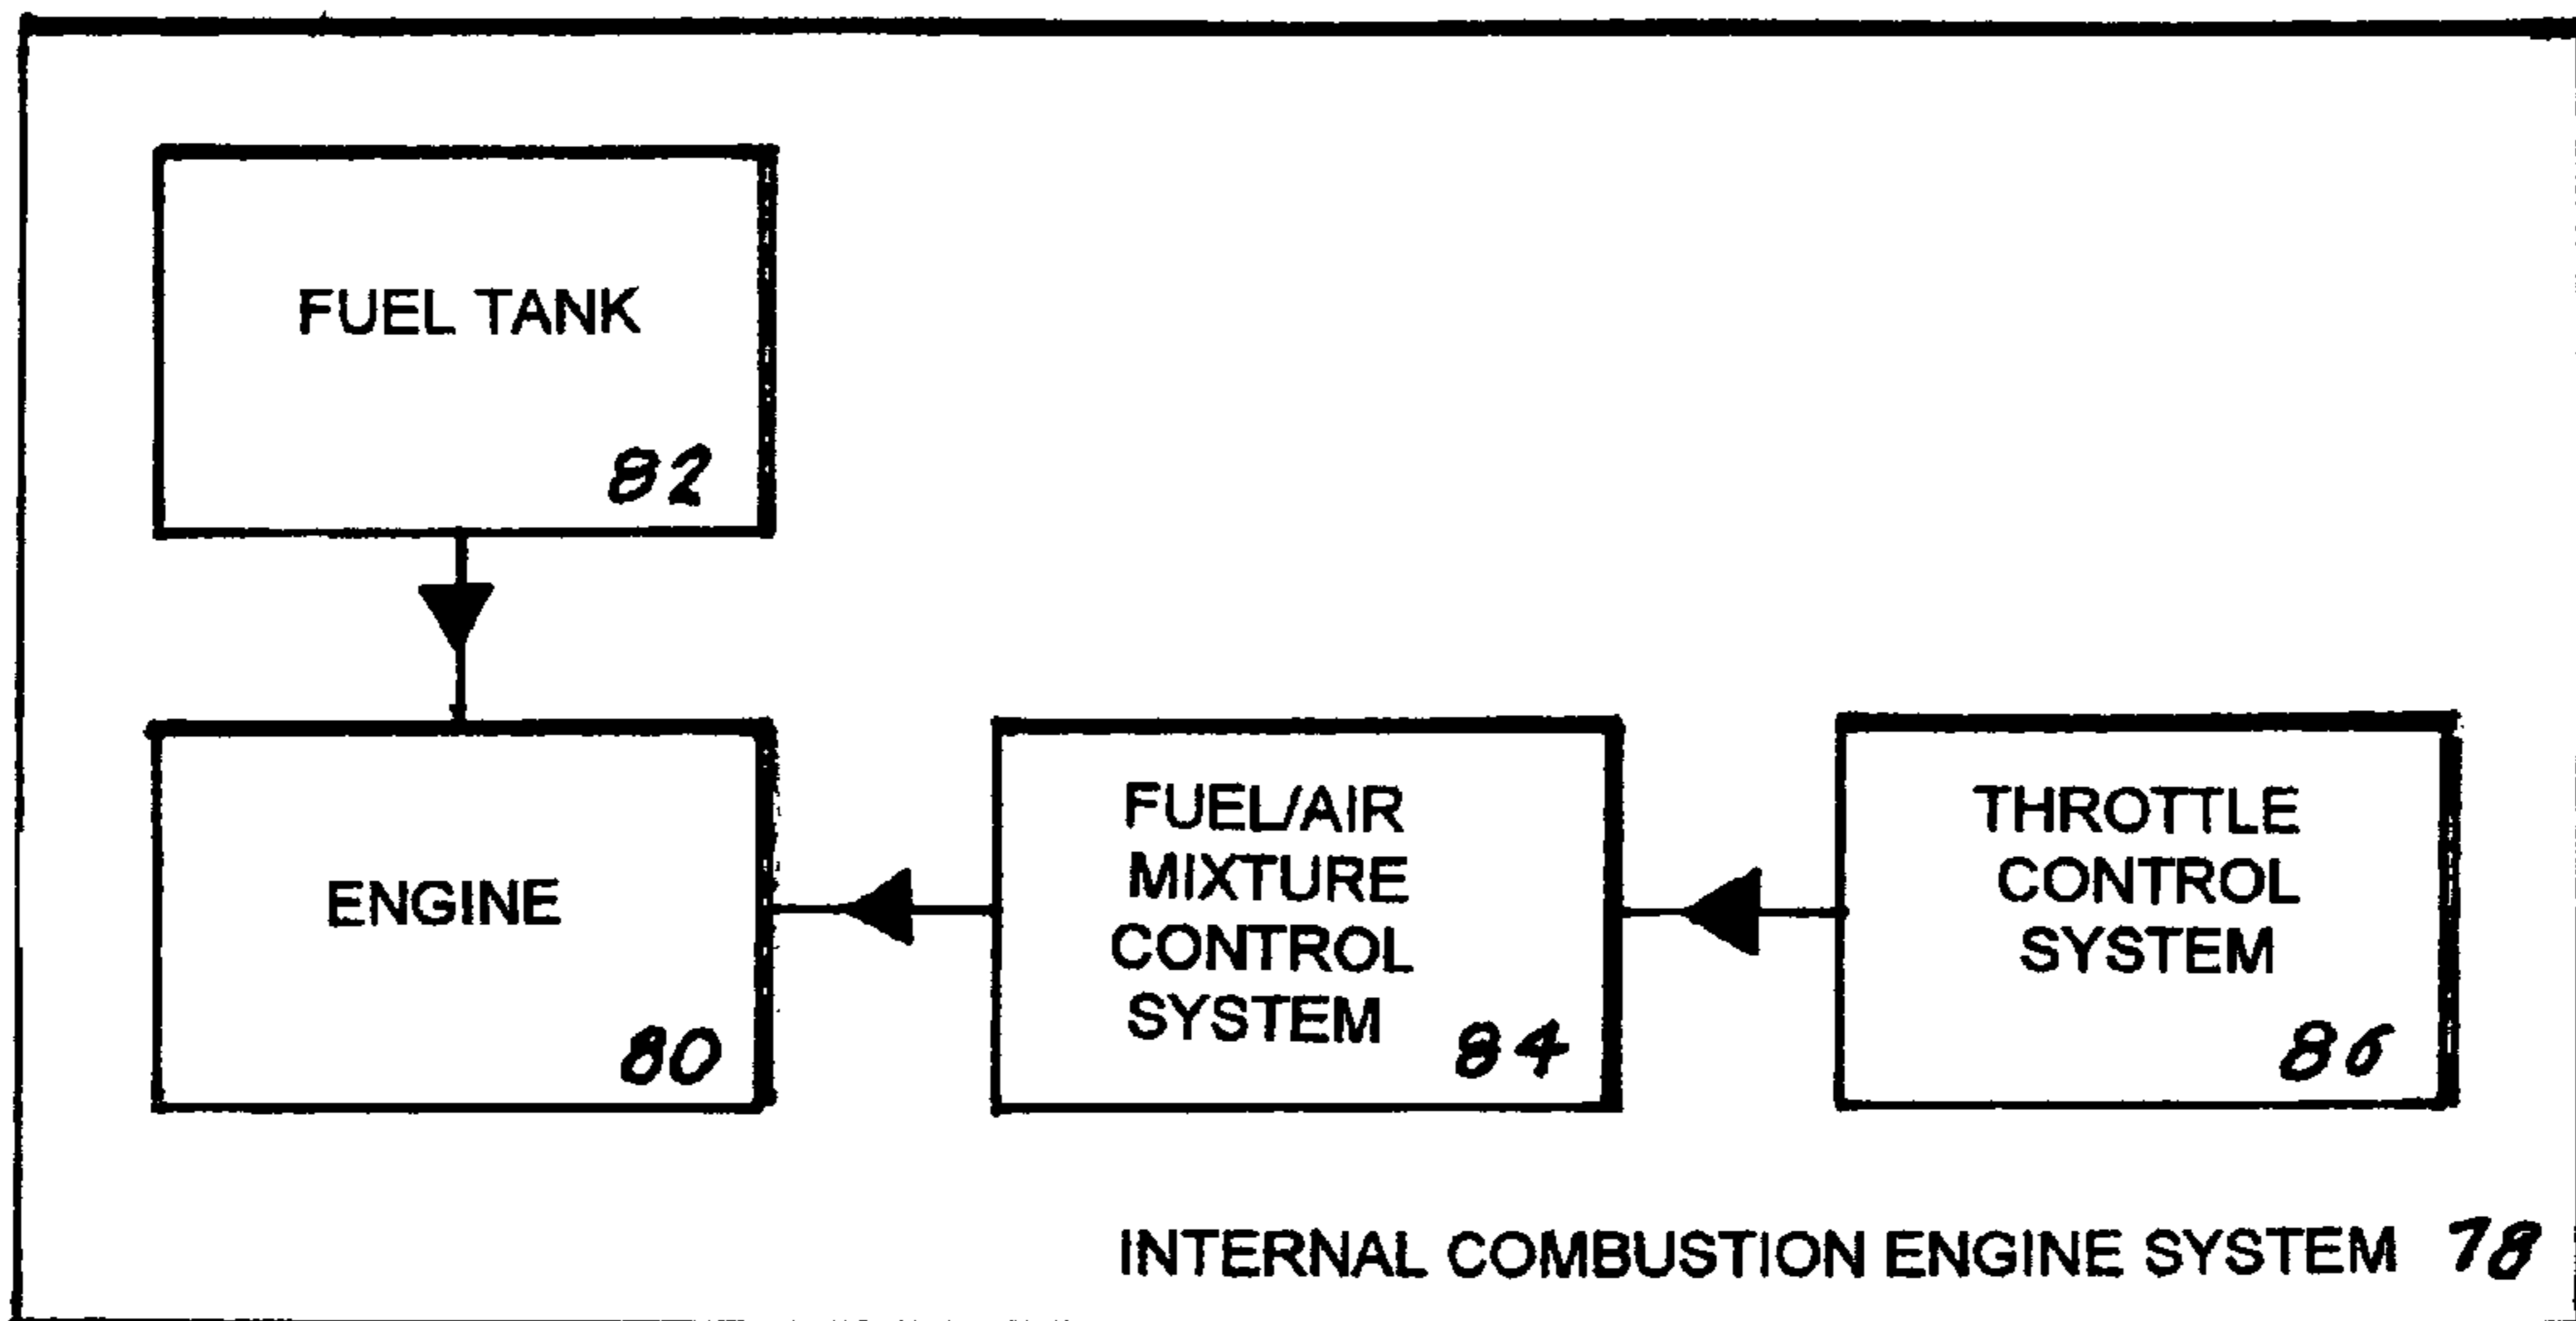 FUEL TANK
82
ENGINE
80
FUEL/AIR
MIXTURE
CONTROL
SYSTEM
84
THROTTLE
CONTROL
SYSTEM
86
INTERNAL COMBUSTION ENGINE SYSTEM 78